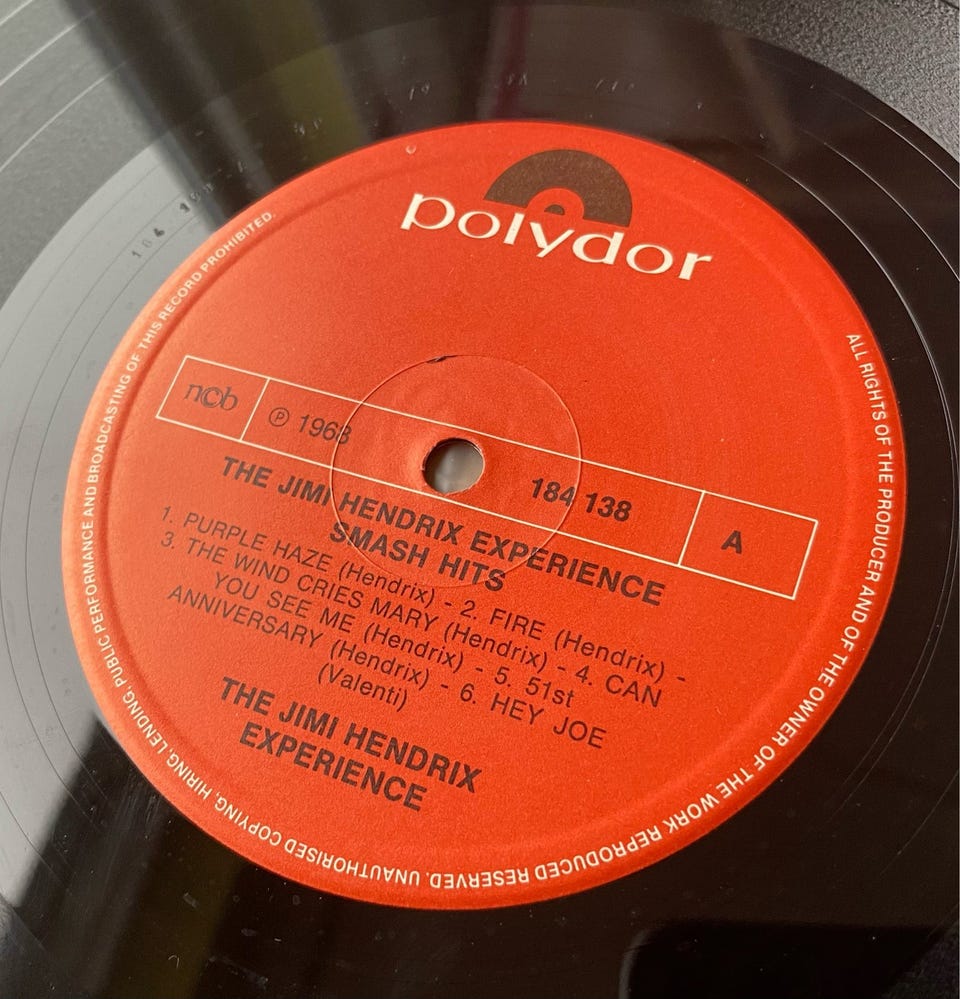 polydor
ncb
℗ 1968
184 138
A
THE JIMI HENDRIX EXPERIENCE
SMASH HITS
1. PURPLE HAZE (Hendrix) - 2. FIRE (Hendrix) -
3. THE WIND CRIES MARY (Hendrix) - 4. CAN
YOU SEE ME (Hendrix) - 5. 51st
ANNIVERSARY (Hendrix) - 6. HEY JOE
(Valenti)
THE JIMI HENDRIX
EXPERIENCE
ALL RIGHTS OF THE PRODUCER AND OF THE OWNER OF THE WORK REPRODUCED RESERVED. UNAUTHORISED COPYING, HIRING, LENDING, PUBLIC PERFORMANCE AND BROADCASTING OF THIS RECORD PROHIBITED.